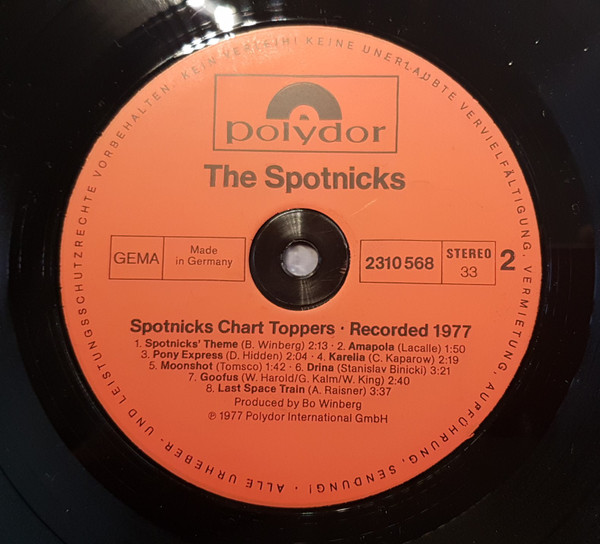 polydor
The Spotnicks
GEMA
Made
in Germany
2310 568
STEREO
33
2
Spotnicks Chart Toppers · Recorded 1977
1. Spotnicks' Theme (B. Winberg) 2:13 · 2. Amapola (Lacalle) 1:50
3. Pony Express (D. Hidden) 2:04 · 4. Karelia (C. Kaparow) 2:19
5. Moonshot (Tomsco) 1:42 · 6. Drina (Stanislav Binicki) 3:21
7. Goofus (W. Harold/G. Kalm/W. King) 2:40
8. Last Space Train (A. Raisner) 3:37
Produced by Bo Winberg
℗ 1977 Polydor International GmbH
ALLE URHEBER- UND LEISTUNGSSCHUTZRECHTE VORBEHALTEN. KEIN VERLEIH! KEINE UNERLAUBTE VERVIELFÄLTIGUNG, VERMIETUNG, AUFFÜHRUNG, SENDUNG! ·